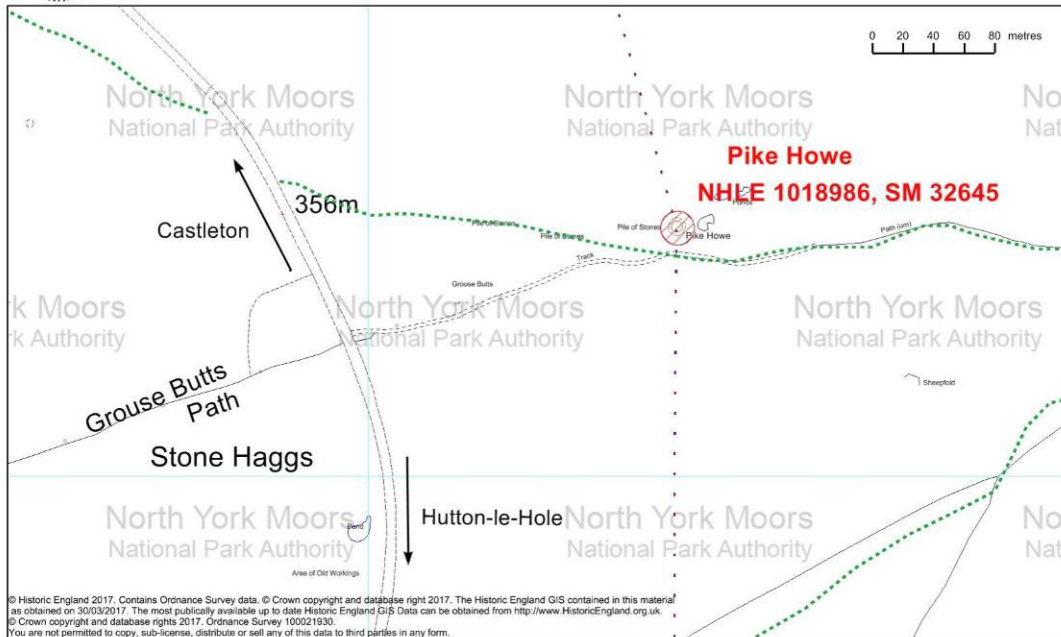 0 20 40 60 80 metres
North York Moors
National Park Authority
North York Moors
National Park Authority
No
Nat
Pike Howe
NHLE 1018986, SM 32645
356m
Castleton
Pile of Stones
Pile of Stones
Pile of Stones
Pike Howe
Ponds
Path (um)
Track
Grouse Butts
rk Moors
k Authority
North York Moors
National Park Authority
North York Moors
National Park Authority
Sheepfold
Grouse Butts
Path
Stone Haggs
North York Moors
National Park Authority
Hutton-le-Hole
North York Moors
National Park Authority
No
Nat
Area of Old Workings
© Historic England 2017. Contains Ordnance Survey data. © Crown copyright and database right 2017. The Historic England GIS contained in this material
as obtained on 30/03/2017. The most publically available up to date Historic England GIS Data can be obtained from http://www.HistoricEngland.org.uk.
© Crown copyright and database rights 2017. Ordnance Survey 100021930.
You are not permitted to copy, sub-license, distribute or sell any of this data to third parties in any form.